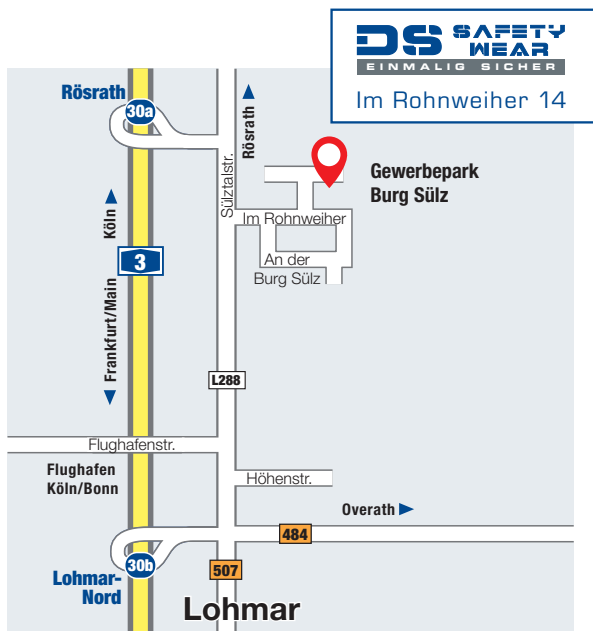 DS SAFETY
WEAR
EINMALIG SICHER
Im Rohnweiher 14
Rösrath
30a
Rösrath
Sülztalstr.
Gewerbepark
Burg Sülz
Köln
Im Rohnweiher
3
An der
Burg Sülz
Frankfurt/Main
L288
Flughafenstr.
Flughafen
Köln/Bonn
Höhenstr.
Overath
484
30b
507
Lohmar-
Nord
Lohmar